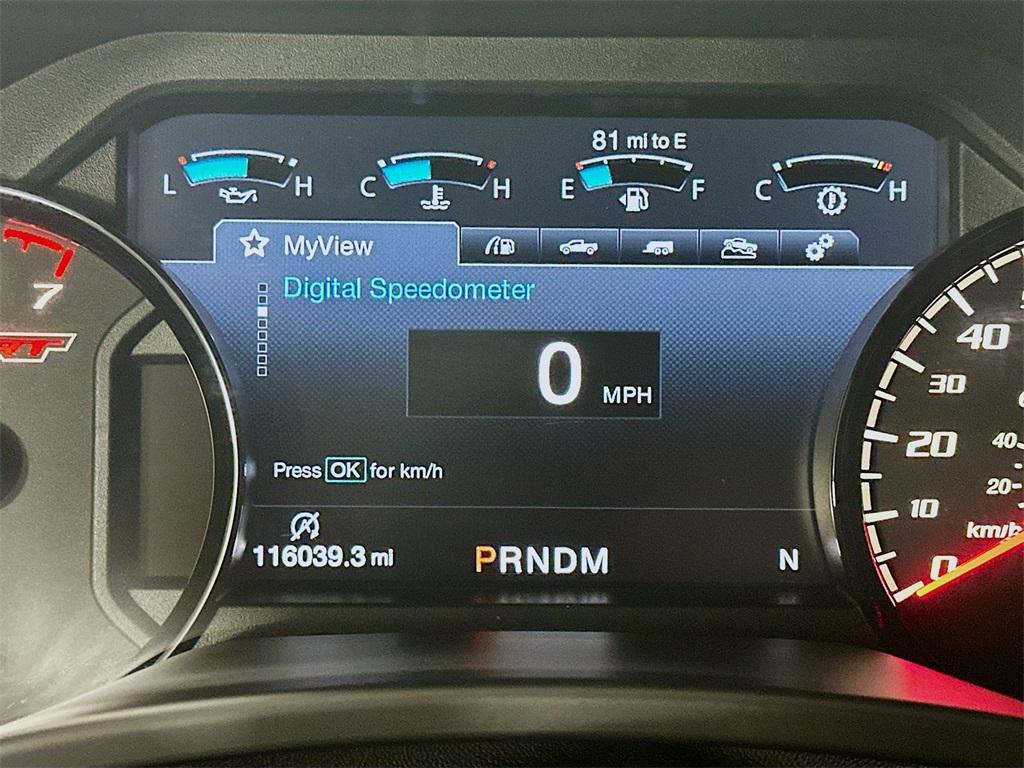 81 mi to E
L H
C H
E F
C H
MyView
Digital Speedometer
0 MPH
Press OK for km/h
116039.3 mi
PRNDM
N
7
40
30
20
10
0
40
20
km/h